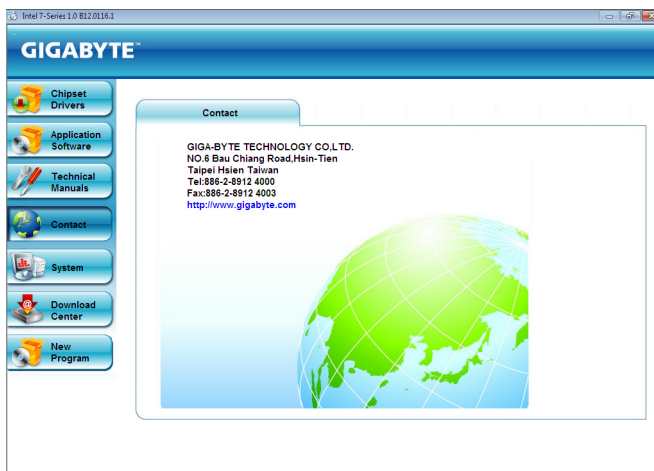 Intel 7-Series 1.0 B12.0116.1
GIGABYTE™
Chipset
Drivers
Application
Software
Technical
Manuals
Contact
System
Download
Center
New
Program
Contact
GIGA-BYTE TECHNOLOGY CO,LTD.
NO.6 Bau Chiang Road,Hsin-Tien
Taipei Hsien Taiwan
Tel:886-2-8912 4000
Fax:886-2-8912 4003
http://www.gigabyte.com